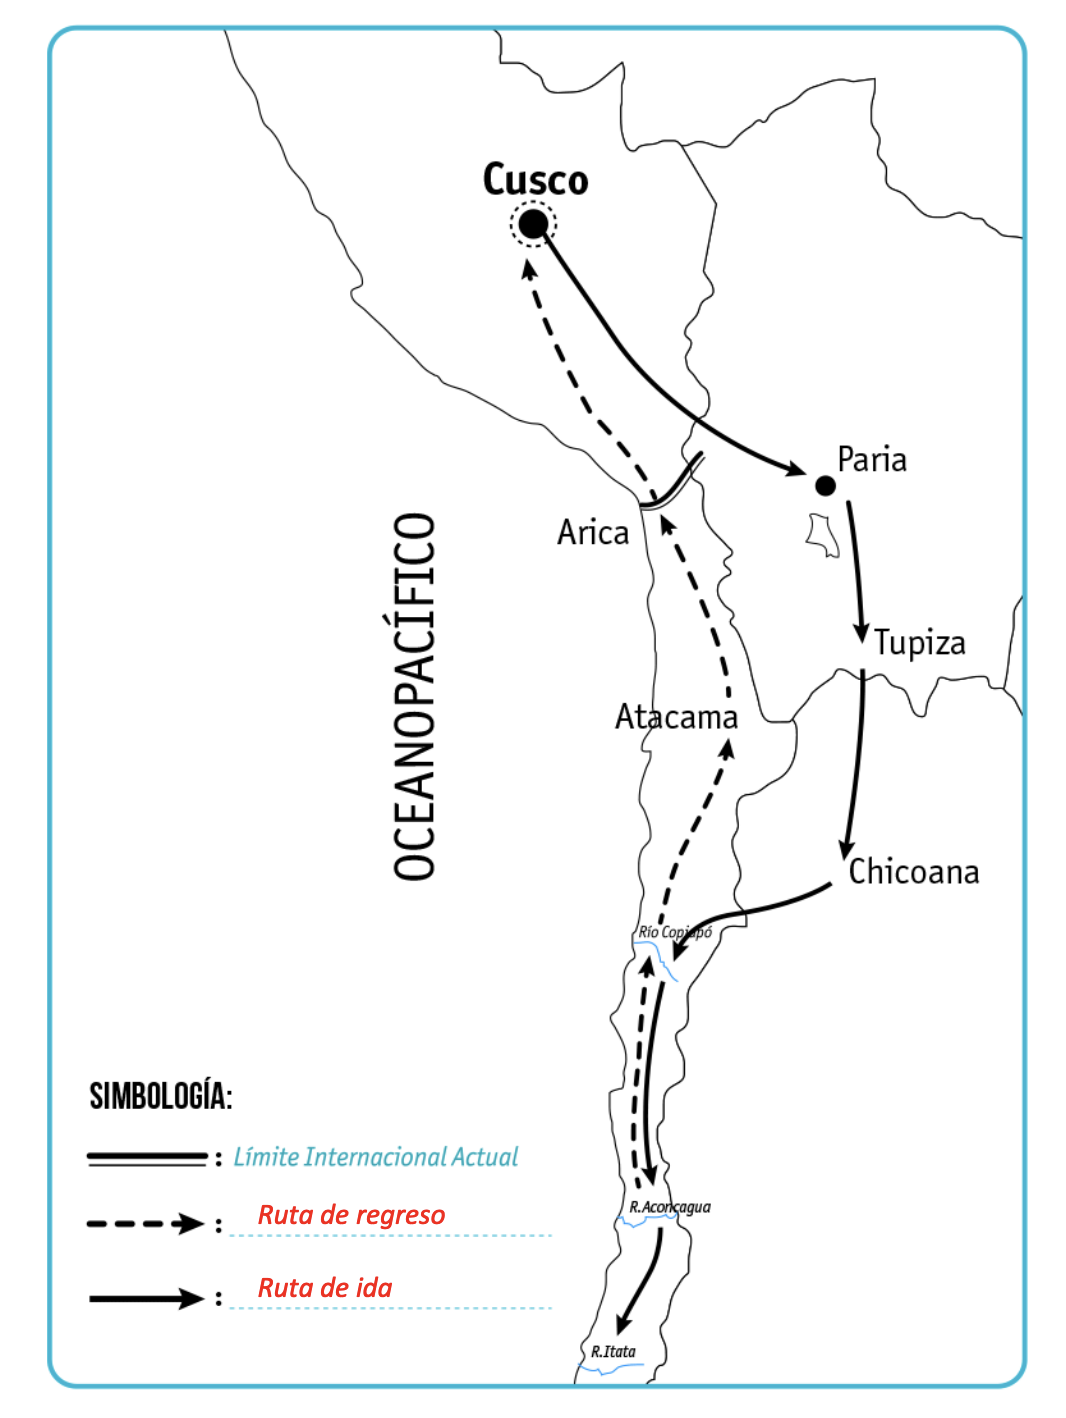 Cusco
Paria
Arica
OCEANOPACÍFICO
Tupiza
Atacama
Chicoana
Río Copiapó
SIMBOLOGÍA:
: Límite Internacional Actual
: Ruta de regreso
R.Aconcagua
: Ruta de ida
R.Itata